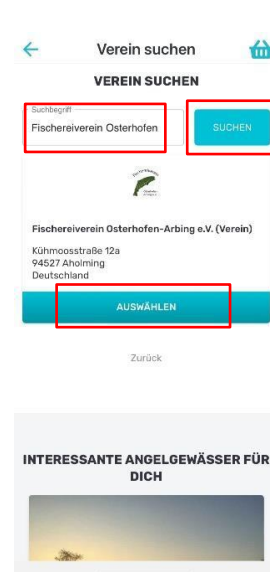 Verein suchen
VEREIN SUCHEN
Suchbegriff
Fischereiverein Osterhofen
SUCHEN
Fischereiverein Osterhofen-Arbing e.V. (Verein)
Kühmoosstraße 12a
94527 Aholming
Deutschland
AUSWÄHLEN
Zurück
INTERESSANTE ANGELGEWÄSSER FÜR
DICH